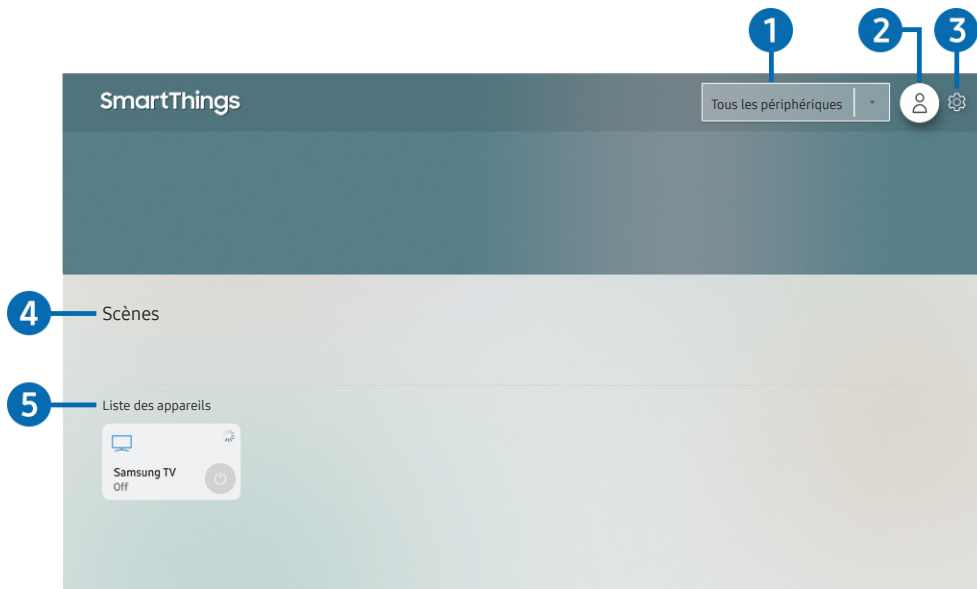 1 2 3
SmartThings
Tous les périphériques
4 Scènes
5 Liste des appareils
Samsung TV
Off